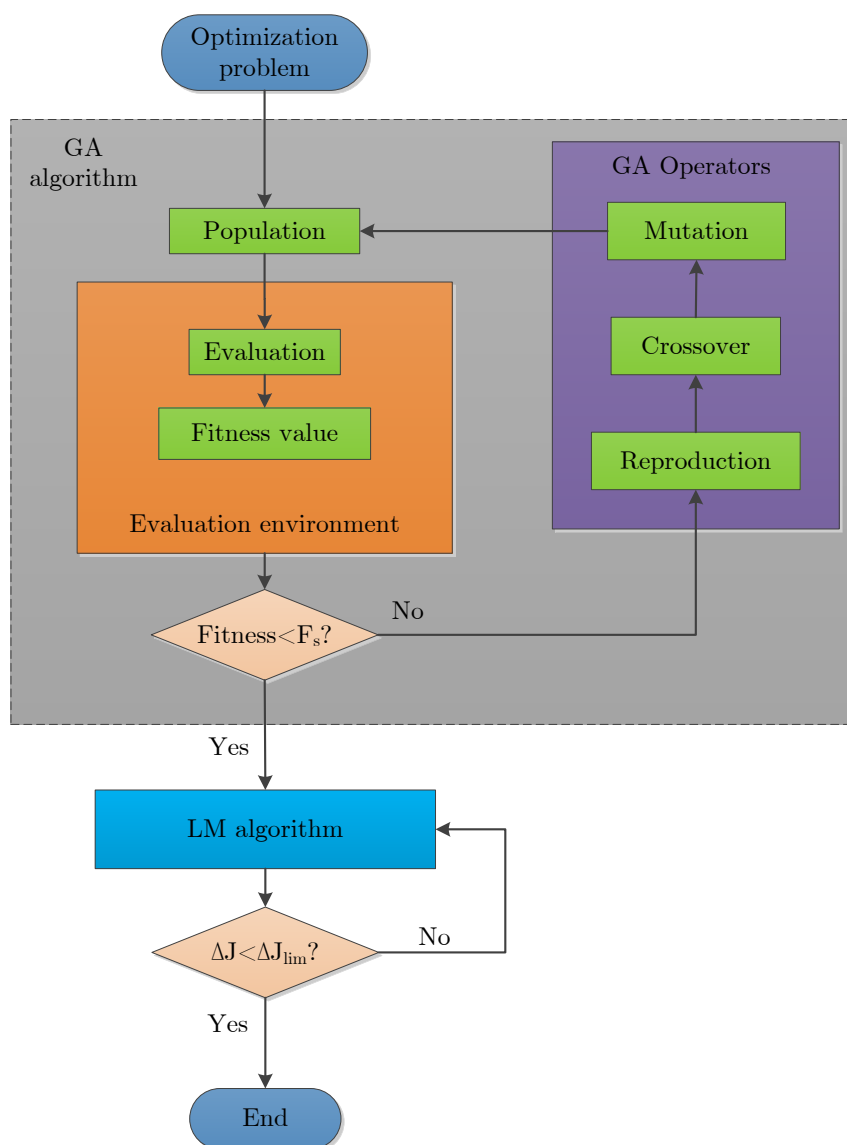 Optimization
problem
GA
algorithm
GA Operators
Population
Mutation
Evaluation
Crossover
Fitness value
Reproduction
Evaluation environment
No
Fitness<Fₛ?
Yes
LM algorithm
No
ΔJ<ΔJ_lim?
Yes
End